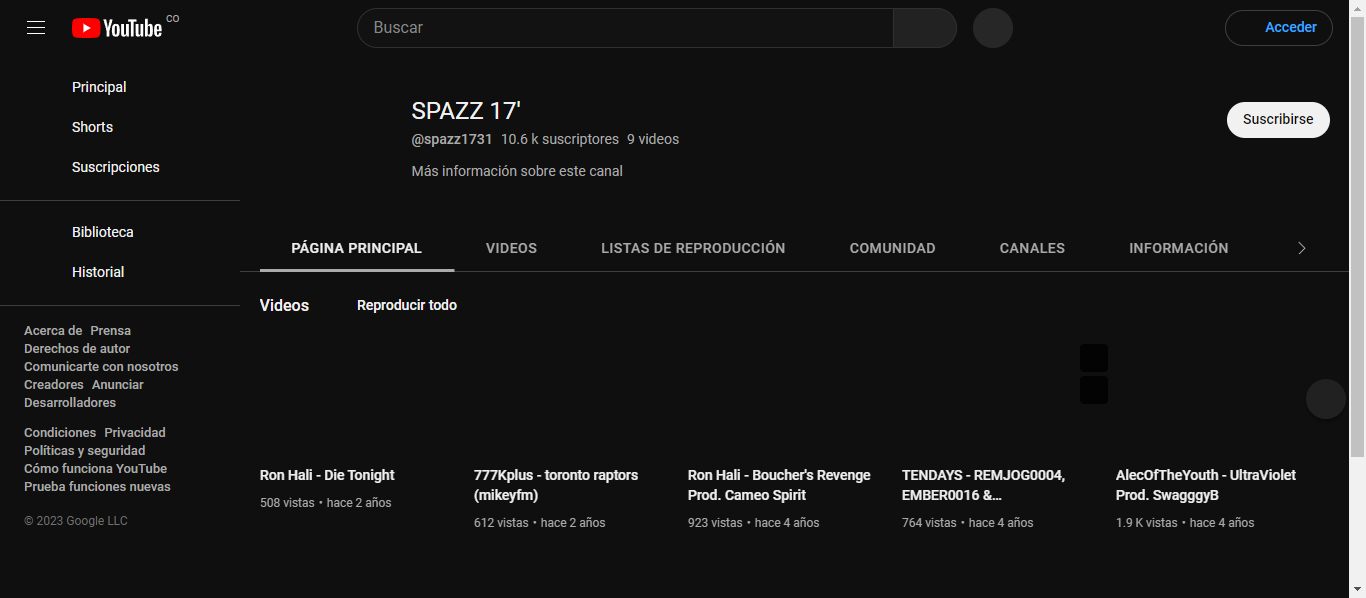 YouTube CO
Buscar
Acceder
Principal
Shorts
Suscripciones
Biblioteca
Historial
Acerca de Prensa
Derechos de autor
Comunicarte con nosotros
Creadores Anunciar
Desarrolladores
Condiciones Privacidad
Políticas y seguridad
Cómo funciona YouTube
Prueba funciones nuevas
© 2023 Google LLC
SPAZZ 17'
@spazz1731 10.6 k suscriptores 9 videos
Más información sobre este canal
Suscribirse
PÁGINA PRINCIPAL VIDEOS LISTAS DE REPRODUCCIÓN COMUNIDAD CANALES INFORMACIÓN
Videos Reproducir todo
Ron Hali - Die Tonight
508 vistas • hace 2 años
777Kplus - toronto raptors
(mikeyfm)
612 vistas • hace 2 años
Ron Hali - Boucher's Revenge
Prod. Cameo Spirit
923 vistas • hace 4 años
TENDAYS - REMJOG0004,
EMBER0016 &...
764 vistas • hace 4 años
AlecOfTheYouth - UltraViolet
Prod. SwagggyB
1.9 K vistas • hace 4 años